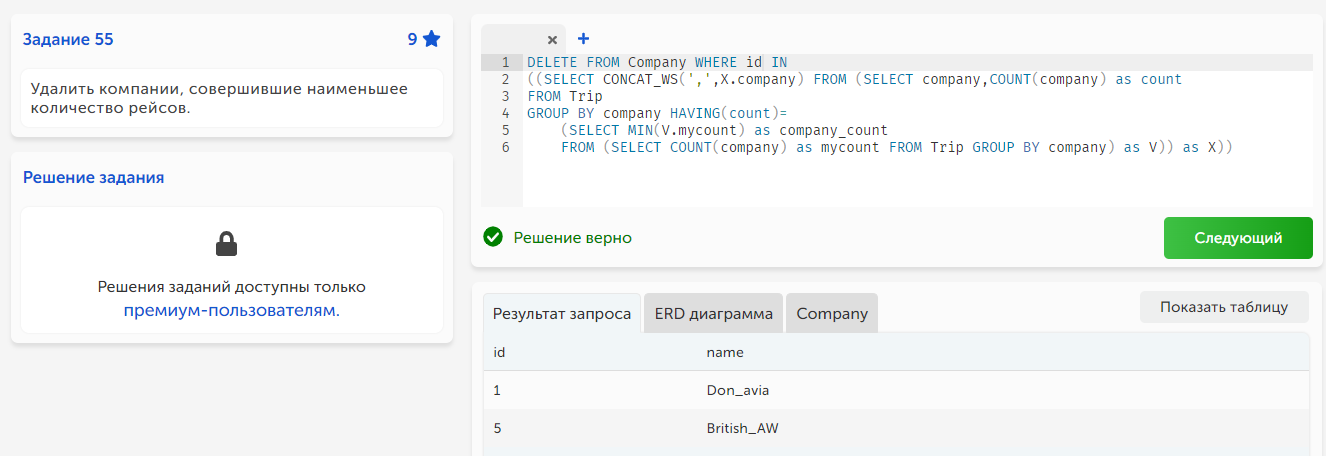 Задание 55
9
Удалить компании, совершившие наименьшее
количество рейсов.
Решение задания
Решения заданий доступны только
премиум-пользователям.
× +
1 DELETE FROM Company WHERE id IN
2 ((SELECT CONCAT_WS(',',X.company) FROM (SELECT company,COUNT(company) as count
3 FROM Trip
4 GROUP BY company HAVING(count)=
5 (SELECT MIN(V.mycount) as company_count
6 FROM (SELECT COUNT(company) as mycount FROM Trip GROUP BY company) as V)) as X))
Решение верно
Следующий
Результат запроса ERD диаграмма Company Показать таблицу
id name
1 Don_avia
5 British_AW